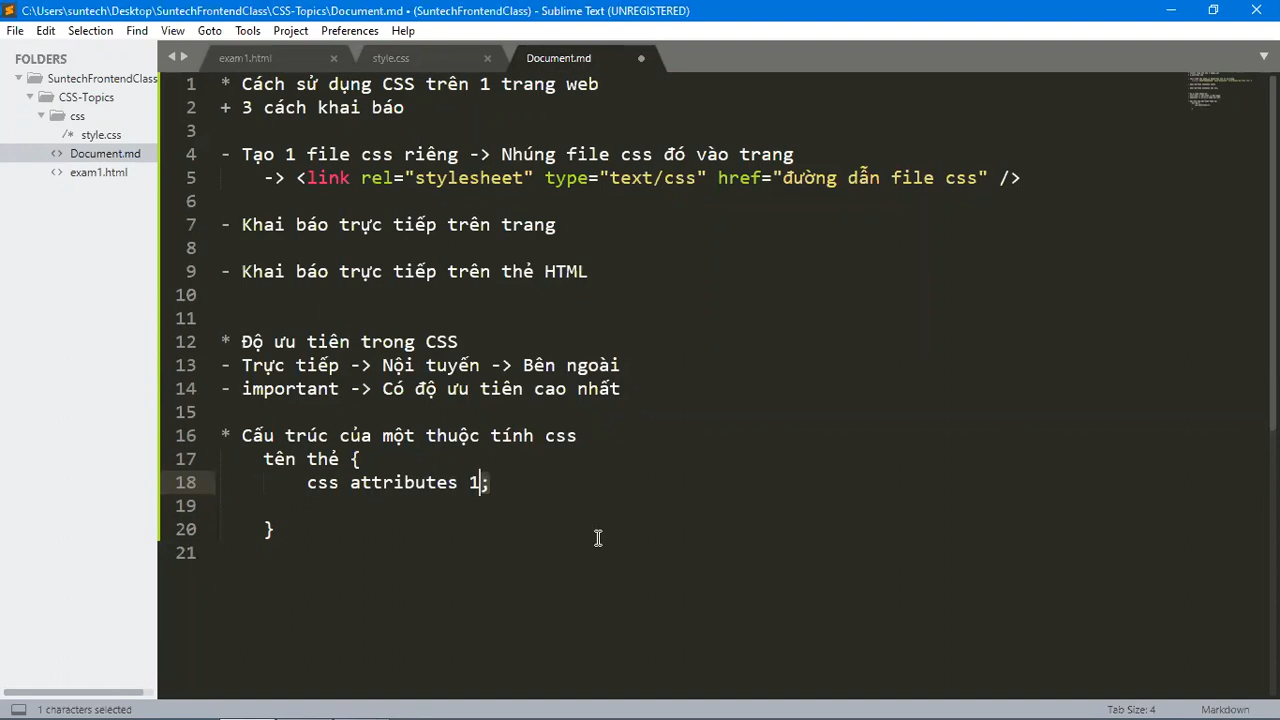 C:\Users\suntech\Desktop\SuntechFrontendClass\CSS-Topics\Document.md • (SuntechFrontendClass) - Sublime Text (UNREGISTERED)
File Edit Selection Find View Goto Tools Project Preferences Help
FOLDERS
SuntechFrontendClass
CSS-Topics
css
/* style.css
<> Document.md
<> exam1.html
exam1.html × style.css × Document.md
1 * Cách sử dụng CSS trên 1 trang web
2 + 3 cách khai báo
3
4 - Tạo 1 file css riêng -> Nhúng file css đó vào trang
5 -> <link rel="stylesheet" type="text/css" href="đường dẫn file css" />
6
7 - Khai báo trực tiếp trên trang
8
9 - Khai báo trực tiếp trên thẻ HTML
10
11
12 * Độ ưu tiên trong CSS
13 - Trực tiếp -> Nội tuyến -> Bên ngoài
14 - important -> Có độ ưu tiên cao nhất
15
16 * Cấu trúc của một thuộc tính css
17 tên thẻ {
18 css attributes 1;
19
20 }
21
1 characters selected
Tab Size: 4 Markdown